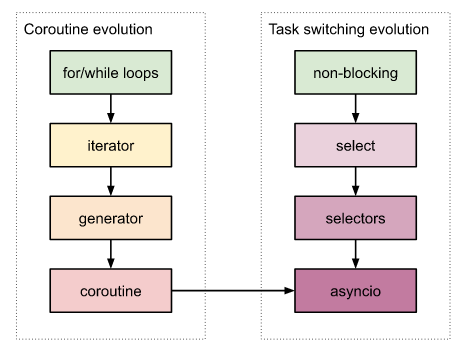 Coroutine evolution
for/while loops
iterator
generator
coroutine
Task switching evolution
non-blocking
select
selectors
asyncio